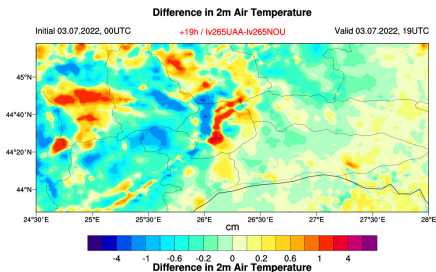 Difference in 2m Air Temperature
Initial 03.07.2022, 00UTC +19h / Iv265UAA-Iv265NOU Valid 03.07.2022, 19UTC
45°N
44°40'N
44°20'N
44°N
24°30'E 25°E 25°30'E 26°E 26°30'E 27°E 27°30'E 28°E
cm
-4 -1 -0.6 -0.2 0 0.2 0.6 1 4
Difference in 2m Air Temperature